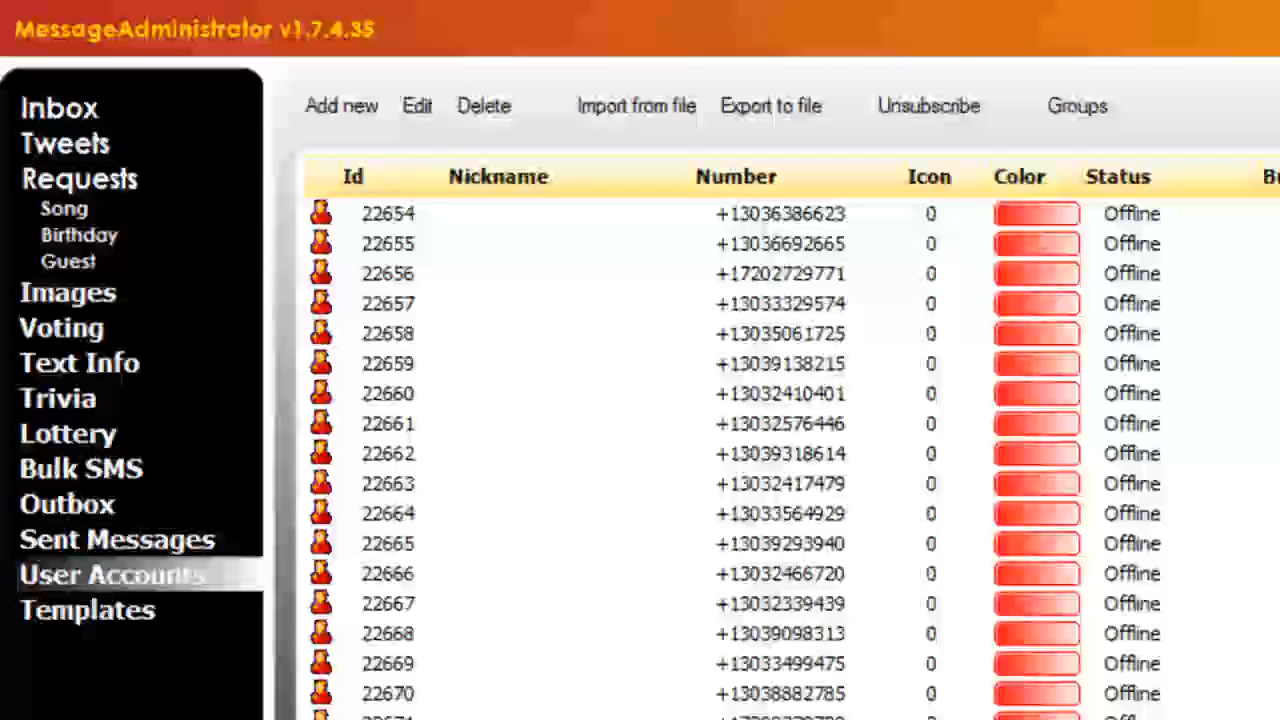 MessageAdministrator v1.7.4.35
Inbox
Tweets
Requests
Song
Birthday
Guest
Images
Voting
Text Info
Trivia
Lottery
Bulk SMS
Outbox
Sent Messages
User Accounts
Templates
Add new Edit Delete Import from file Export to file Unsubscribe Groups
Id Nickname Number Icon Color Status
22654 +13036386623 0 Offline
22655 +13036692665 0 Offline
22656 +17202729771 0 Offline
22657 +13033329574 0 Offline
22658 +13035061725 0 Offline
22659 +13039138215 0 Offline
22660 +13032410401 0 Offline
22661 +13032576446 0 Offline
22662 +13039318614 0 Offline
22663 +13032417479 0 Offline
22664 +13033564929 0 Offline
22665 +13039293940 0 Offline
22666 +13032466720 0 Offline
22667 +13032339439 0 Offline
22668 +13039098313 0 Offline
22669 +13033499475 0 Offline
22670 +13038882785 0 Offline